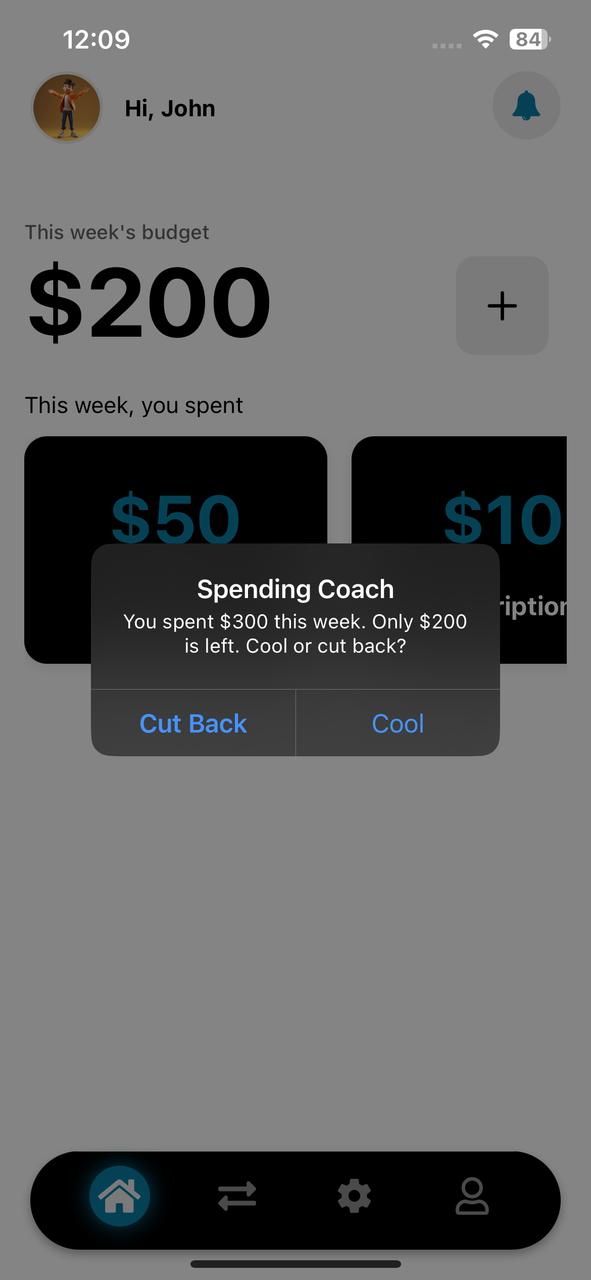 12:09
84
Hi, John
This week's budget
$200
This week, you spent
$50
$10
Spending Coach
You spent $300 this week. Only $200
is left. Cool or cut back?
Cut Back
Cool